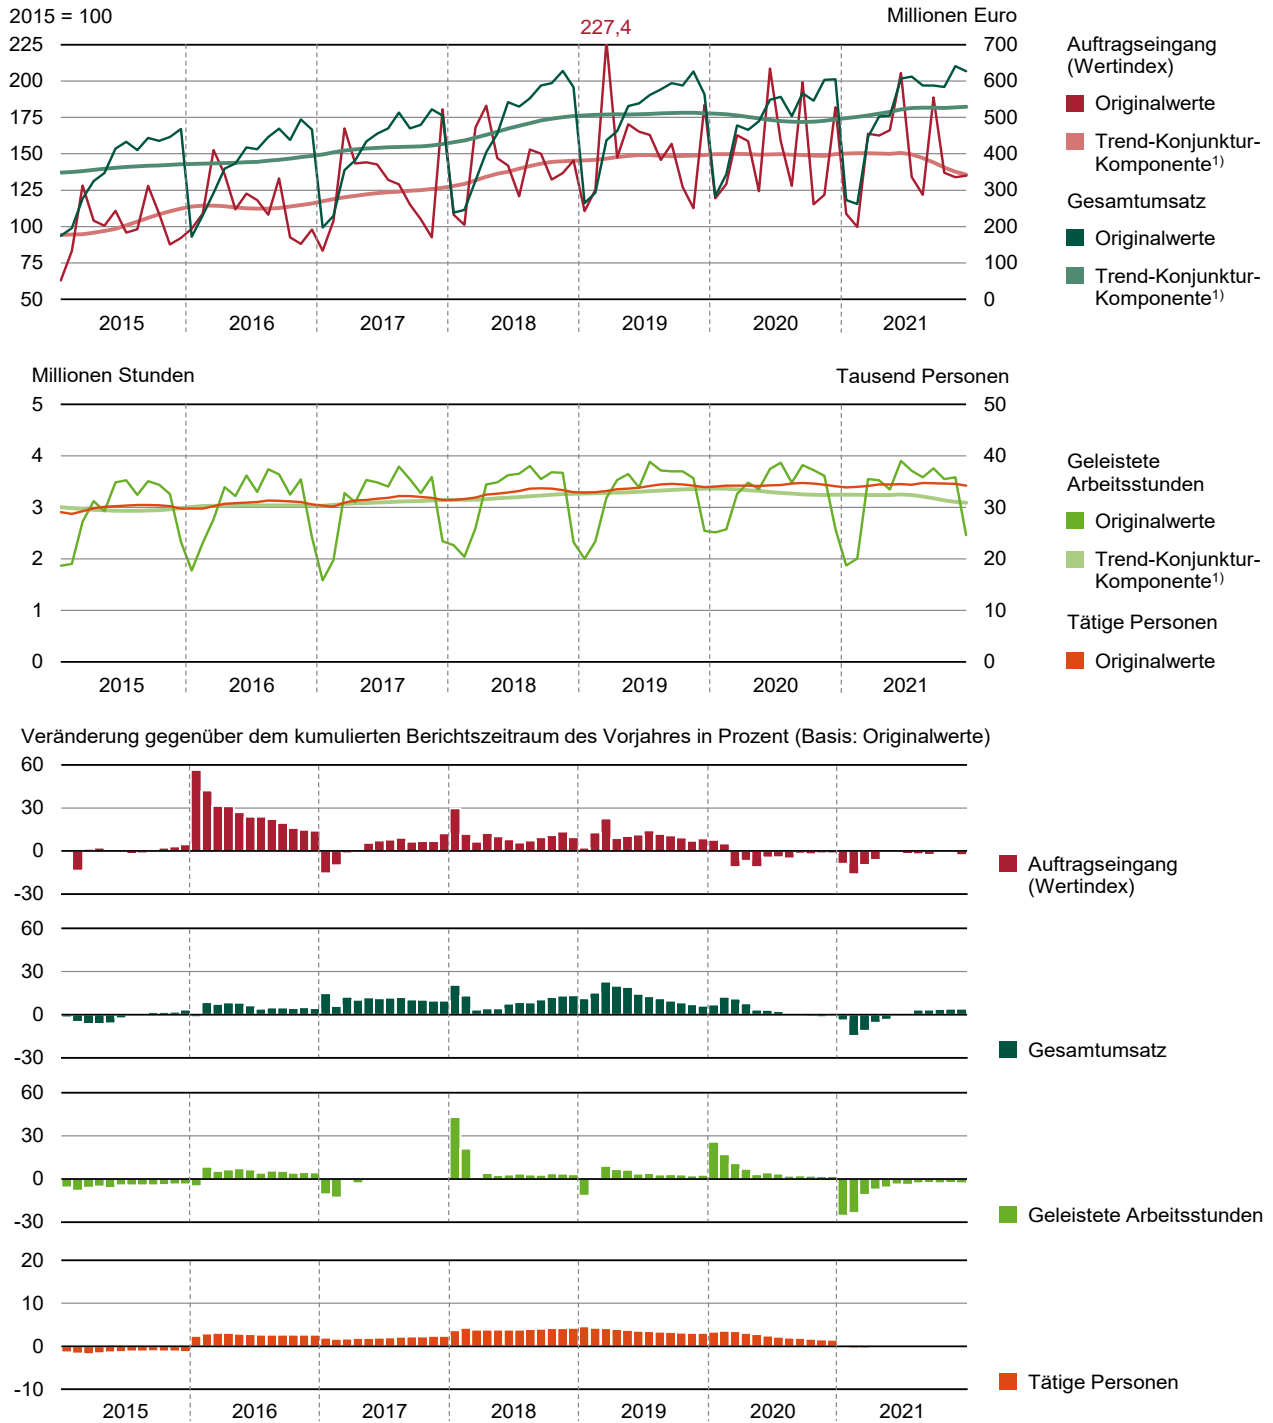 2015 = 100
Millionen Euro
227,4
225
200
175
150
125
100
75
50
700
600
500
400
300
200
100
0
2015 2016 2017 2018 2019 2020 2021
Auftragseingang
(Wertindex)
Originalwerte
Trend-Konjunktur-
Komponente1)
Gesamtumsatz
Originalwerte
Trend-Konjunktur-
Komponente1)
Millionen Stunden
Tausend Personen
5
4
3
2
1
0
50
40
30
20
10
0
2015 2016 2017 2018 2019 2020 2021
Geleistete
Arbeitsstunden
Originalwerte
Trend-Konjunktur-
Komponente1)
Tätige Personen
Originalwerte
Veränderung gegenüber dem kumulierten Berichtszeitraum des Vorjahres in Prozent (Basis: Originalwerte)
60
30
0
-30
Auftragseingang
(Wertindex)
60
30
0
-30
Gesamtumsatz
60
30
0
-30
Geleistete Arbeitsstunden
20
10
0
-10
Tätige Personen
2015 2016 2017 2018 2019 2020 2021